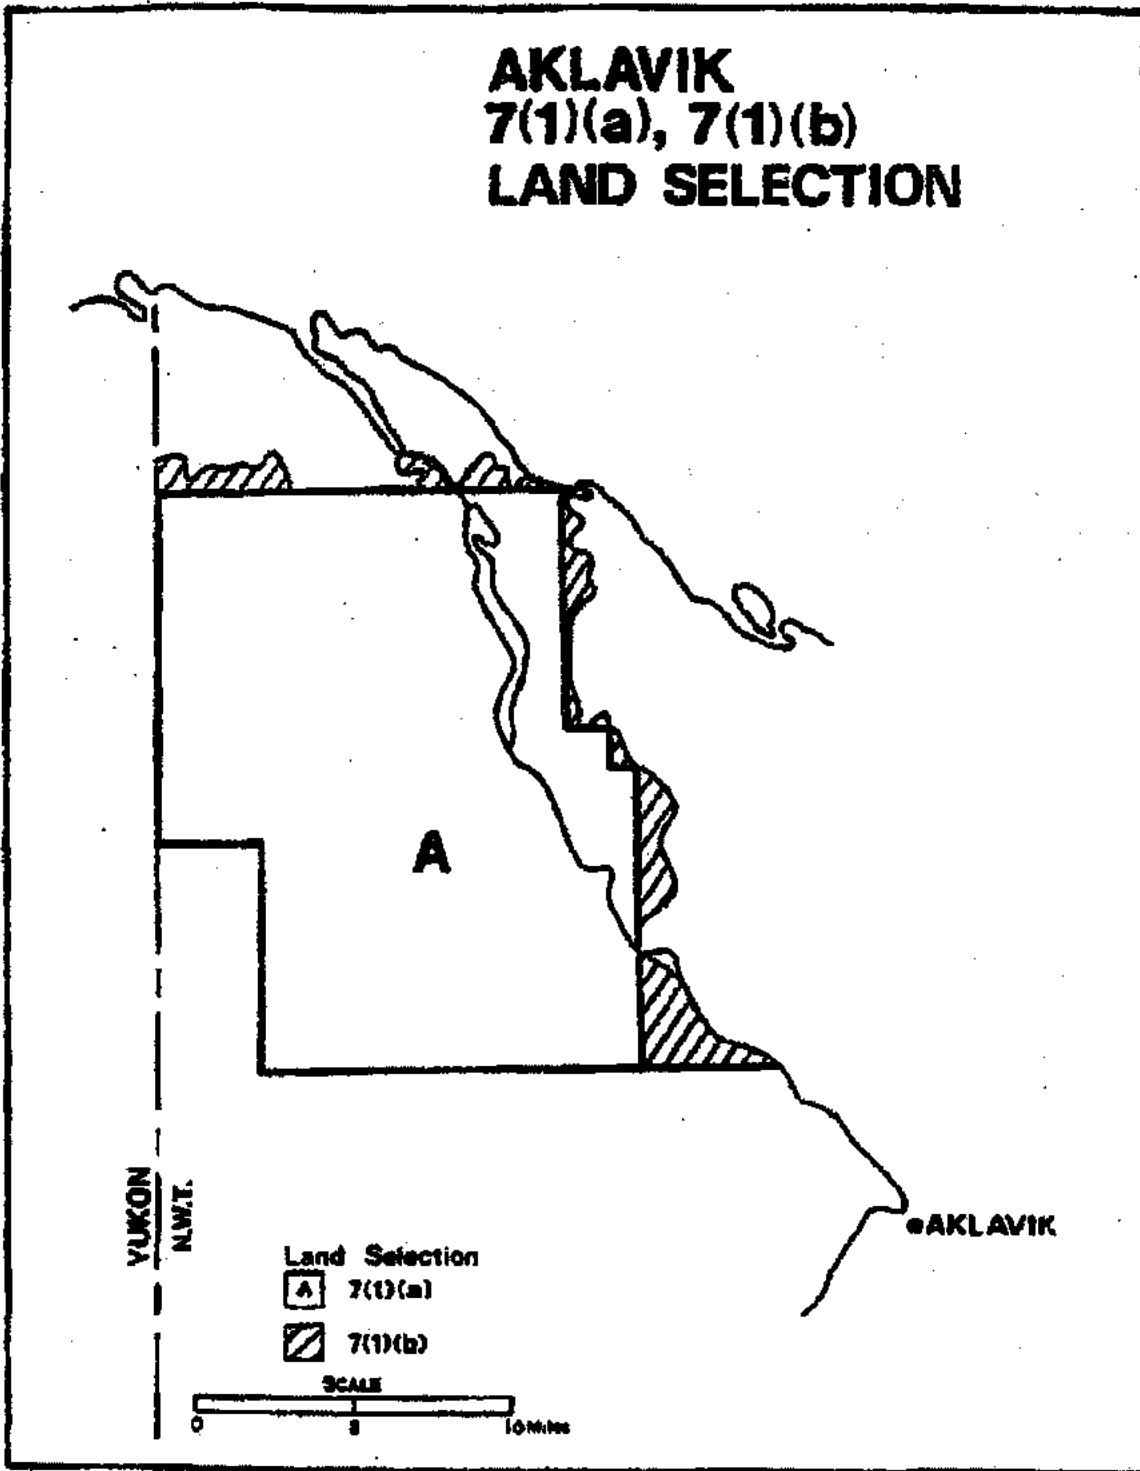 AKLAVIK
7(1)(a), 7(1)(b)
LAND SELECTION
A
YUKON
N.W.T.
AKLAVIK
Land Selection
A 7(1)(a)
7(1)(b)
SCALE
0 10 Miles